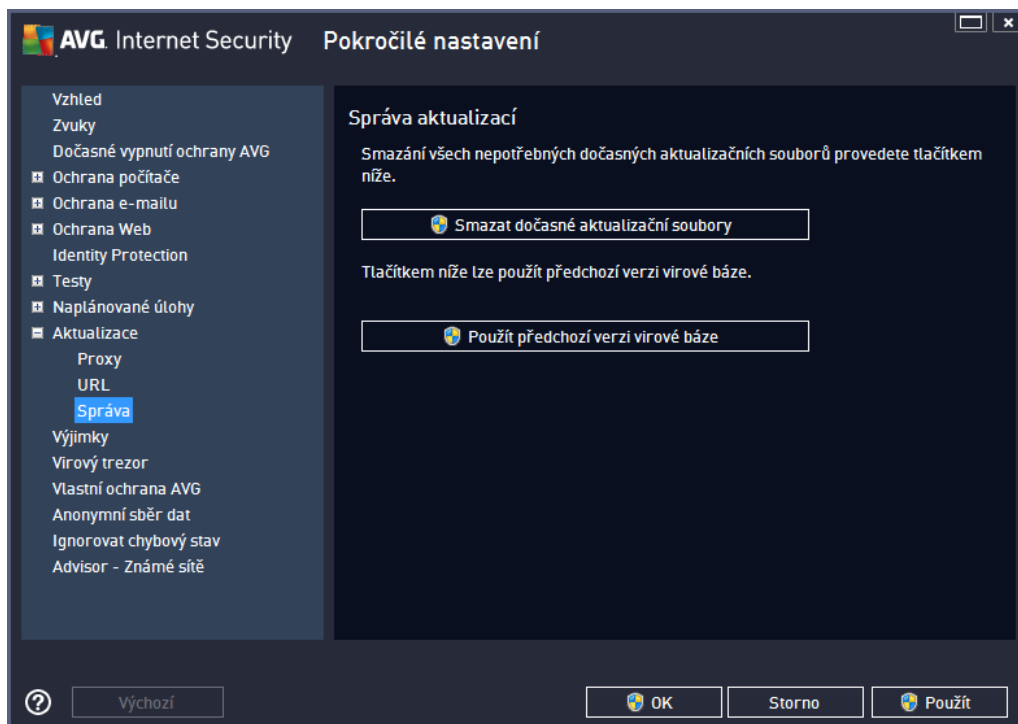 AVG. Internet Security Pokročilé nastavení
Vzhled
Zvuky
Dočasné vypnutí ochrany AVG
Ochrana počítače
Ochrana e-mailu
Ochrana Web
Identity Protection
Testy
Naplánované úlohy
Aktualizace
Proxy
URL
Správa
Výjimky
Virový trezor
Vlastní ochrana AVG
Anonymní sběr dat
Ignorovat chybový stav
Advisor - Známé sítě
Správa aktualizací
Smazání všech nepotřebných dočasných aktualizačních souborů provedete tlačítkem
níže.
Smazat dočasné aktualizační soubory
Tlačítkem níže lze použít předchozí verzi virové báze.
Použít předchozí verzi virové báze
? Výchozí OK Storno Použít